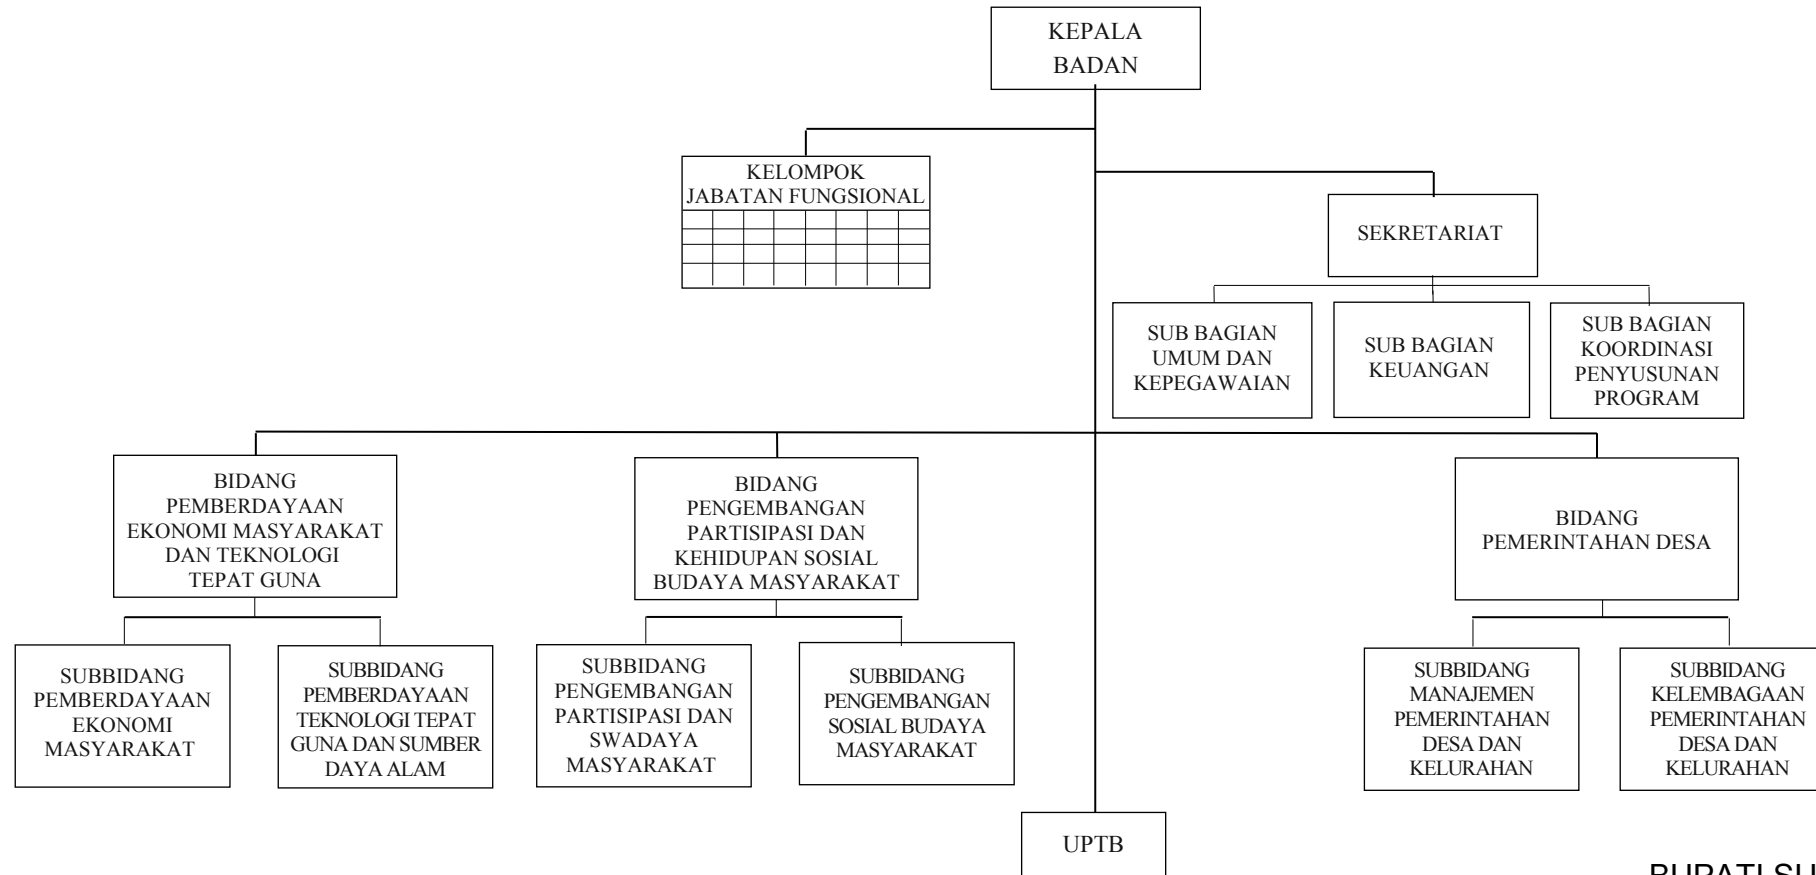 KEPALA
BADAN
KELOMPOK
JABATAN FUNGSIONAL
SEKRETARIAT
SUB BAGIAN
UMUM DAN
KEPEGAWAIAN
SUB BAGIAN
KEUANGAN
SUB BAGIAN
KOORDINASI
PENYUSUNAN
PROGRAM
BIDANG
PEMBERDAYAAN
EKONOMI MASYARAKAT
DAN TEKNOLOGI
TEPAT GUNA
BIDANG
PENGEMBANGAN
PARTISIPASI DAN
KEHIDUPAN SOSIAL
BUDAYA MASYARAKAT
BIDANG
PEMERINTAHAN DESA
SUBBIDANG
PEMBERDAYAAN
EKONOMI
MASYARAKAT
SUBBIDANG
PEMBERDAYAAN
TEKNOLOGI TEPAT
GUNA DAN SUMBER
DAYA ALAM
SUBBIDANG
PENGEMBANGAN
PARTISIPASI DAN
SWADAYA
MASYARAKAT
SUBBIDANG
PENGEMBANGAN
SOSIAL BUDAYA
MASYARAKAT
SUBBIDANG
MANAJEMEN
PEMERINTAHAN
DESA DAN
KELURAHAN
SUBBIDANG
KELEMBAGAAN
PEMERINTAHAN
DESA DAN
KELURAHAN
UPTB
BUPATI